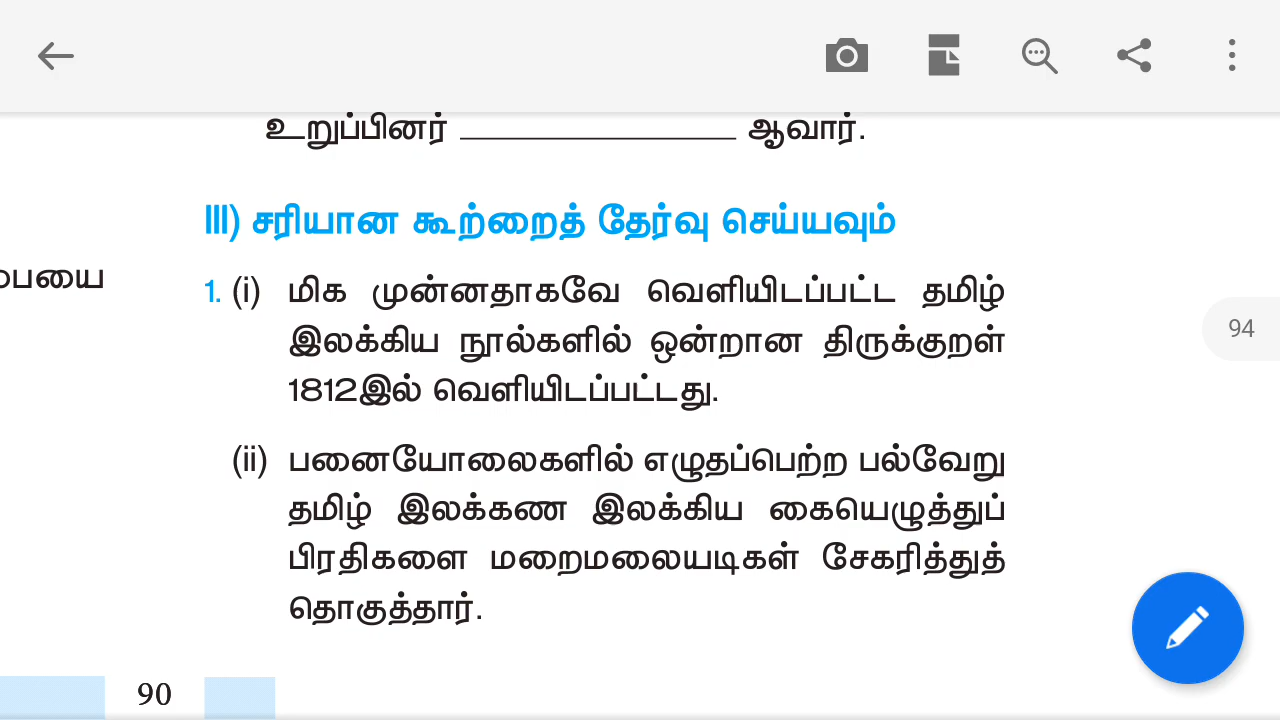 உறுப்பினர் ________________ ஆவார்.
III) சரியான கூற்றைத் தேர்வு செய்யவும்
1. (i) மிக முன்னதாகவே வெளியிடப்பட்ட தமிழ்
94
இலக்கிய நூல்களில் ஒன்றான திருக்குறள்
1812இல் வெளியிடப்பட்டது.
(ii) பனையோலைகளில் எழுதப்பெற்ற பல்வேறு
தமிழ் இலக்கண இலக்கிய கையெழுத்துப்
பிரதிகளை மறைமலையடிகள் சேகரித்துத்
தொகுத்தார்.
90